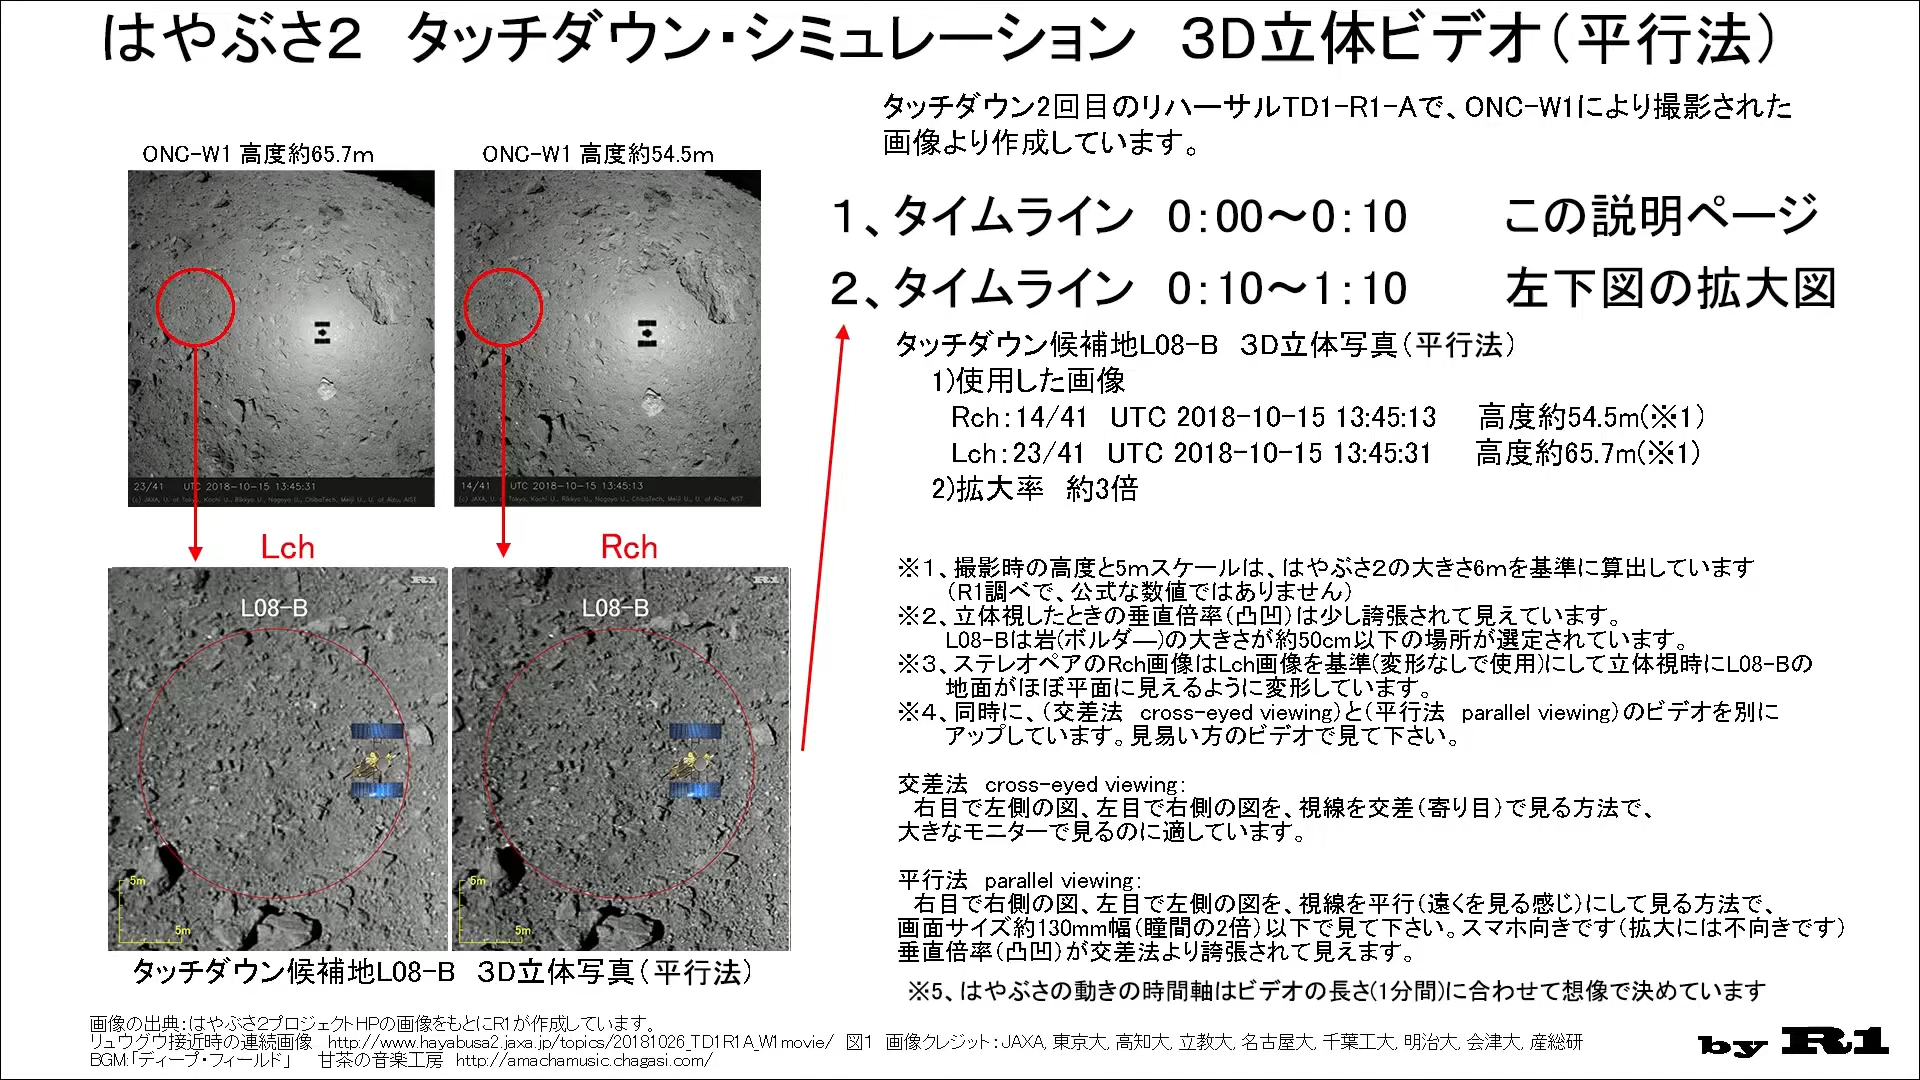 はやぶさ2　タッチダウン・シミュレーション　3D立体ビデオ（平行法）
タッチダウン2回目のリハーサルTD1-R1-Aで、ONC-W1により撮影された
画像より作成しています。
ONC-W1 高度約65.7m
ONC-W1 高度約54.5m
1、タイムライン　0：00～0：10　　この説明ページ
2、タイムライン　0：10～1：10　　左下図の拡大図
タッチダウン候補地L08-B　3D立体写真（平行法）
1)使用した画像
Rch：14/41　UTC 2018-10-15 13:45:13　高度約54.5m(※1)
Lch：23/41　UTC 2018-10-15 13:45:31　高度約65.7m(※1)
2)拡大率　約3倍
23/41　UTC 2018-10-15 13:45:31
(c) JAXA, U. of Tokyo, Kochi U., Rikkyo U., Nagoya U., ChibaTech, Meiji U., U. of Aizu, AIST
14/41　UTC 2018-10-15 13:45:13
(c) JAXA, U. of Tokyo, Kochi U., Rikkyo U., Nagoya U., ChibaTech, Meiji U., U. of Aizu, AIST
Lch
Rch
R1
R1
L08-B
L08-B
5m
5m
5m
5m
タッチダウン候補地L08-B　3D立体写真（平行法）
※1、撮影時の高度と5mスケールは、はやぶさ2の大きさ6mを基準に算出しています
（R1調べで、公式な数値ではありません）
※2、立体視したときの垂直倍率（凸凹）は少し誇張されて見えています。
L08-Bは岩(ボルダ―)の大きさが約50cm以下の場所が選定されています。
※3、ステレオペアのRch画像はLch画像を基準(変形なしで使用)にして立体視時にL08-Bの
地面がほぼ平面に見えるように変形しています。
※4、同時に、（交差法　cross-eyed viewing）と（平行法　parallel viewing）のビデオを別に
アップしています。見易い方のビデオで見て下さい。
交差法　cross-eyed viewing：
右目で左側の図、左目で右側の図を、視線を交差（寄り目）で見る方法で、
大きなモニターで見るのに適しています。
平行法　parallel viewing：
右目で右側の図、左目で左側の図を、視線を平行（遠くを見る感じ）にして見る方法で、
画面サイズ約130mm幅（瞳間の2倍）以下で見て下さい。スマホ向きです（拡大には不向きです）
垂直倍率（凸凹）が交差法より誇張されて見えます。
※5、はやぶさの動きの時間軸はビデオの長さ(1分間)に合わせて想像で決めています
画像の出典：はやぶさ2プロジェクトHPの画像をもとにR1が作成しています。
リュウグウ接近時の連続画像　http://www.hayabusa2.jaxa.jp/topics/20181026_TD1R1A_W1movie/　図1　画像クレジット：JAXA, 東京大, 高知大, 立教大, 名古屋大, 千葉工大, 明治大, 会津大, 産総研
BGM:「ディープ・フィールド」　甘茶の音楽工房　http://amachamusic.chagasi.com/
by R1